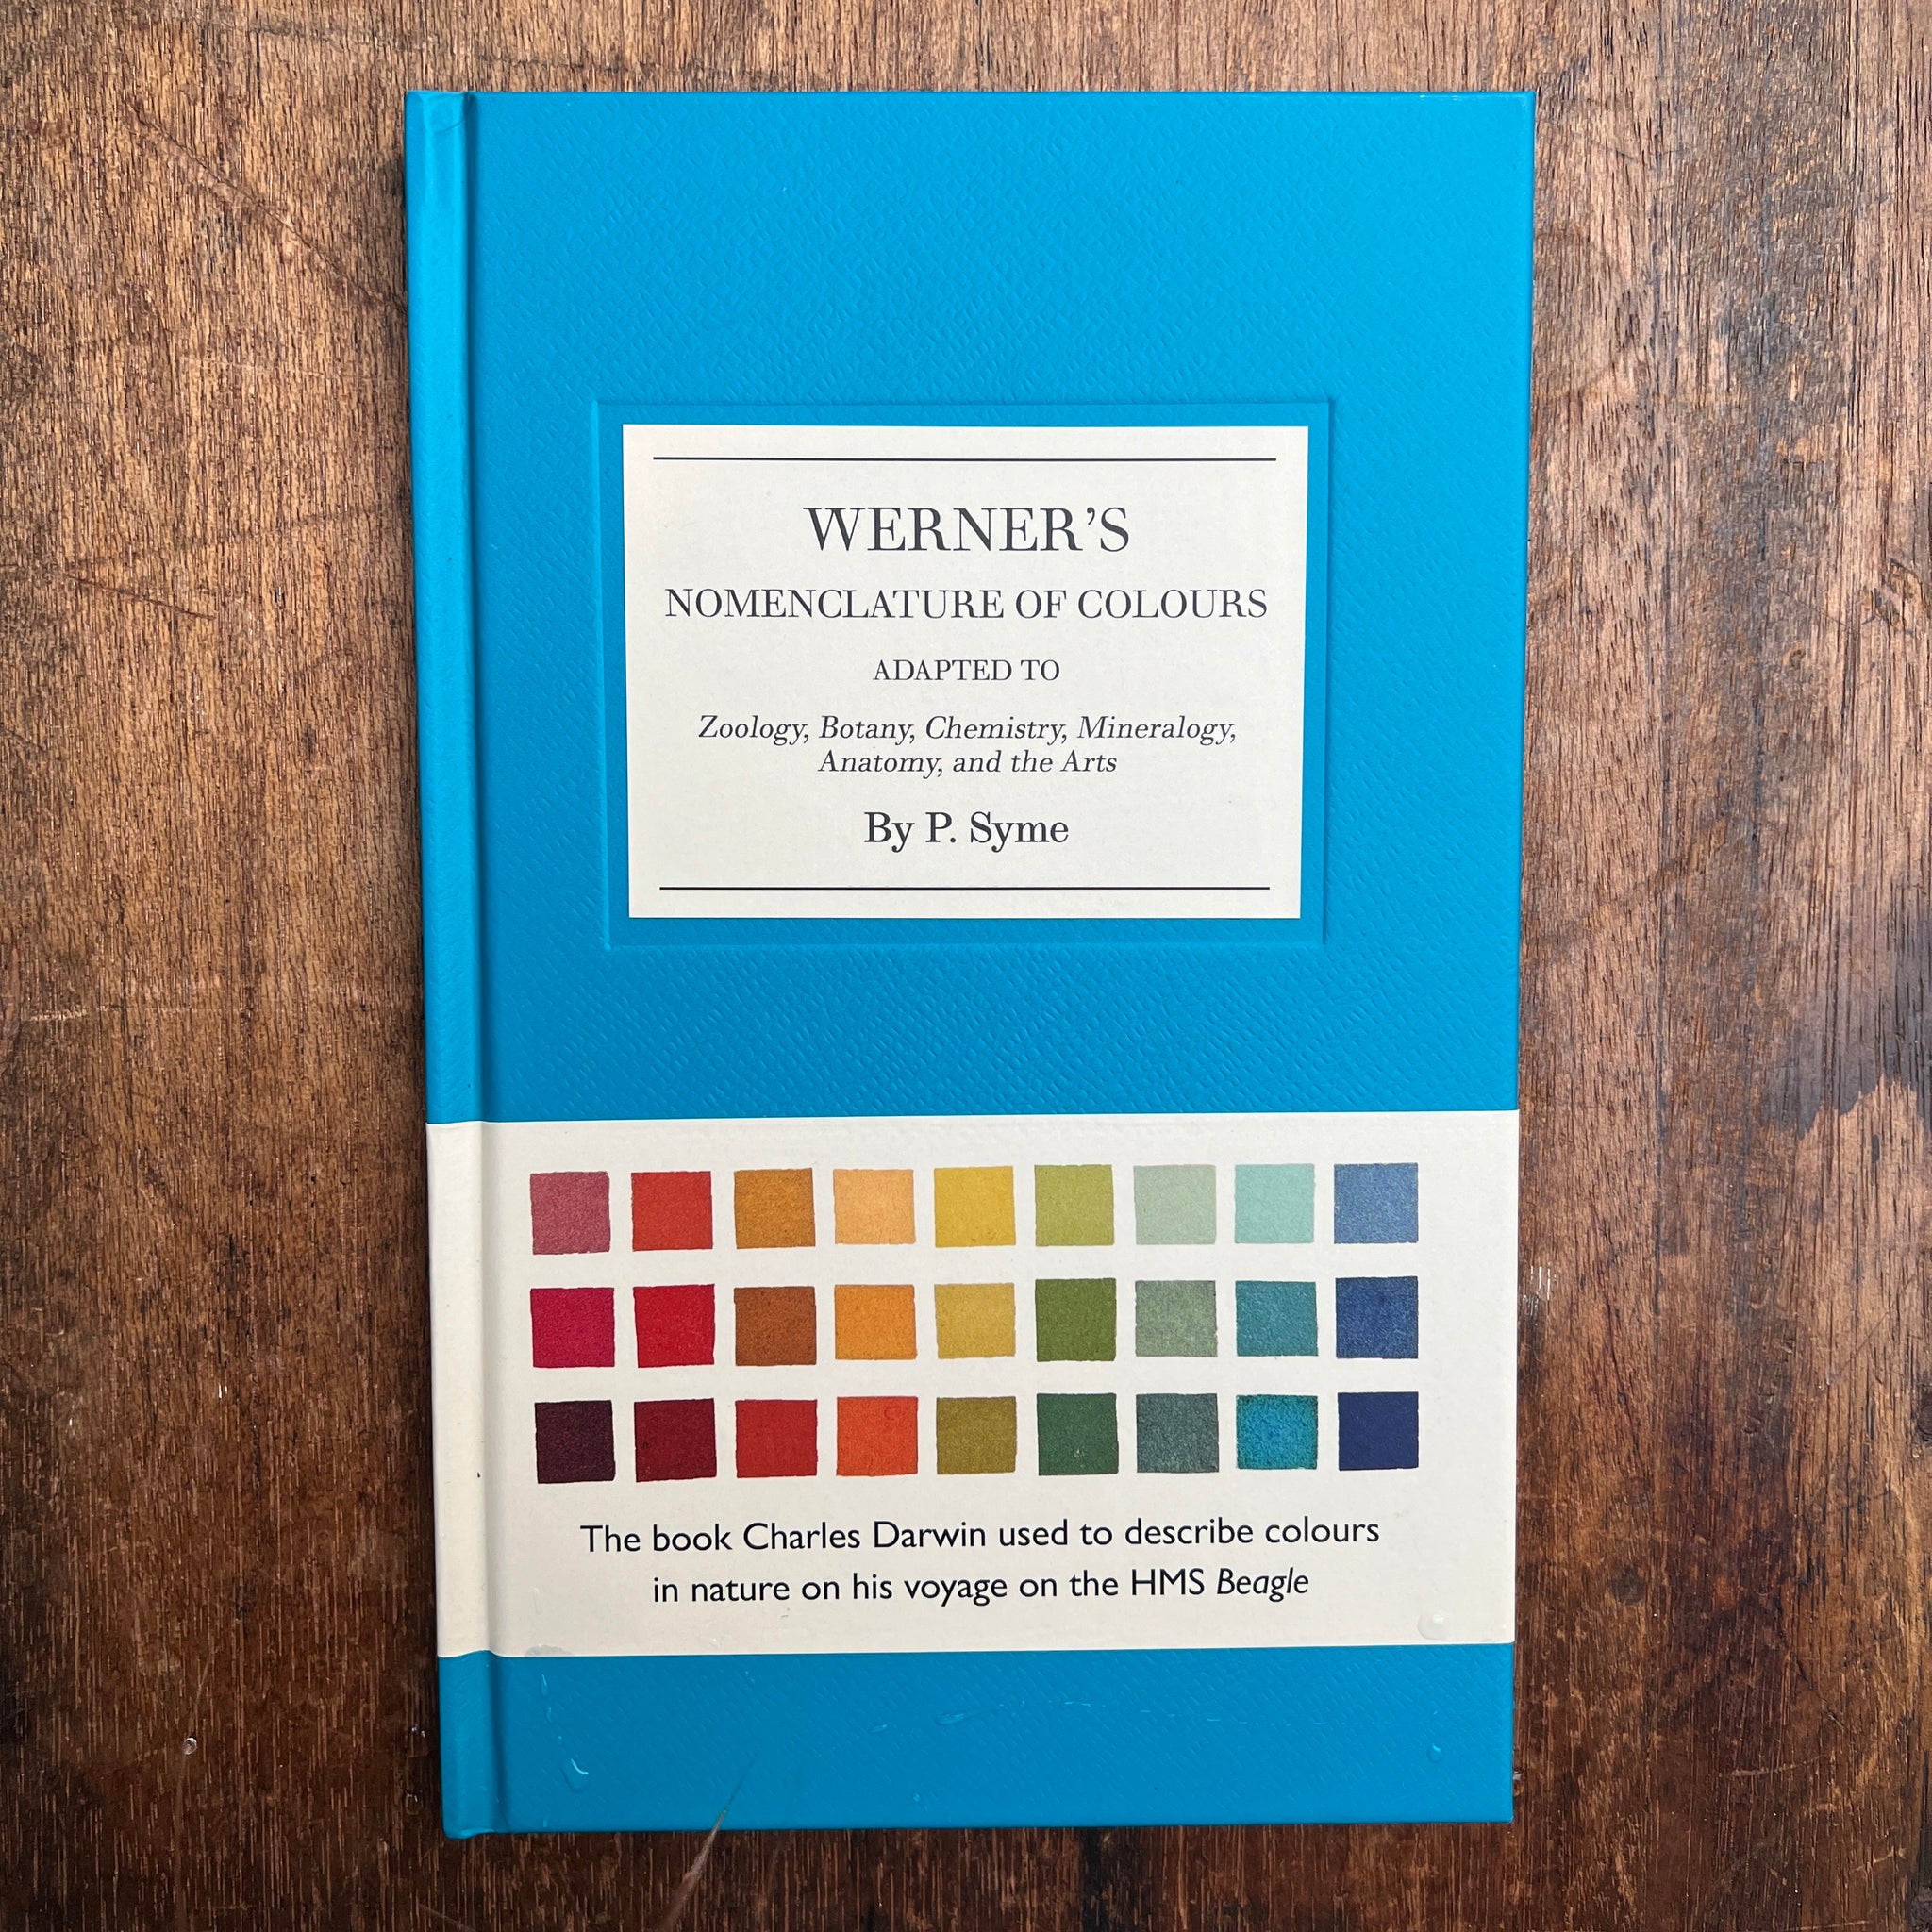 WERNER’S
NOMENCLATURE OF COLOURS
ADAPTED TO
Zoology, Botany, Chemistry, Mineralogy,
Anatomy, and the Arts
By P. Syme
The book Charles Darwin used to describe colours
in nature on his voyage on the HMS Beagle